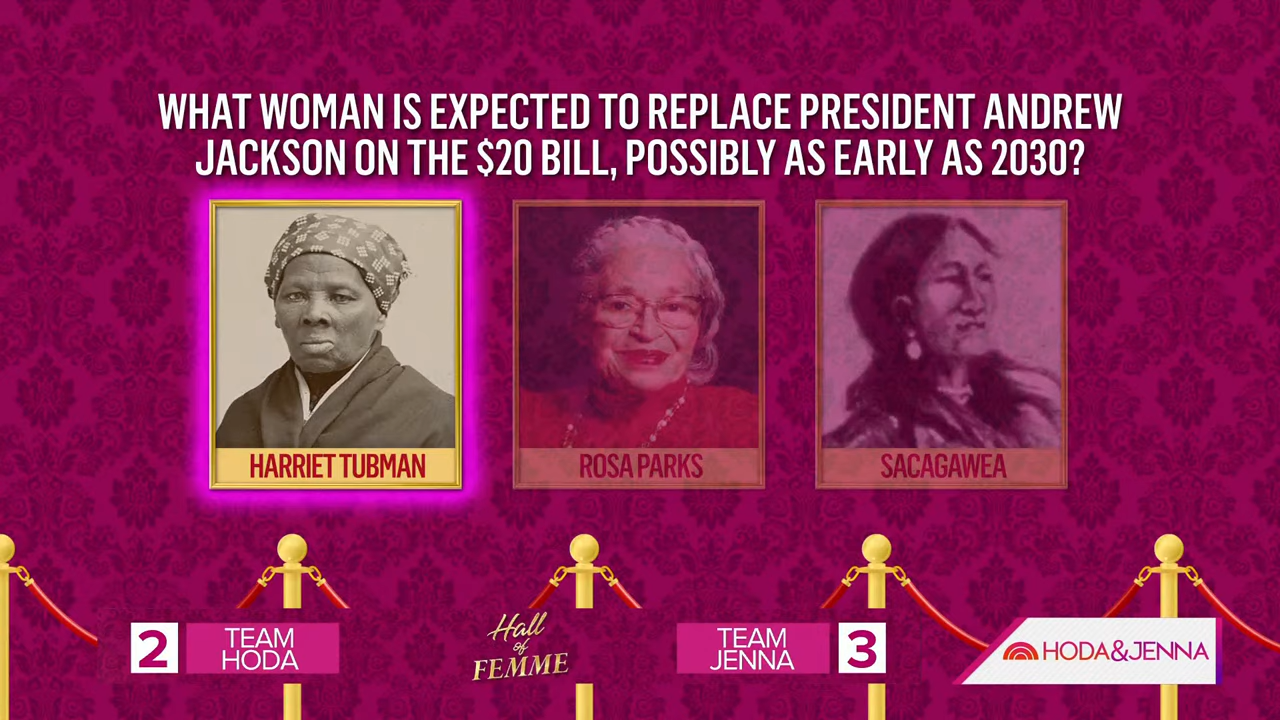 WHAT WOMAN IS EXPECTED TO REPLACE PRESIDENT ANDREW
JACKSON ON THE $20 BILL, POSSIBLY AS EARLY AS 2030?
HARRIET TUBMAN
ROSA PARKS
SACAGAWEA
2
TEAM
HODA
Hall
of
FEMME
TEAM
JENNA
3
HODA&JENNA